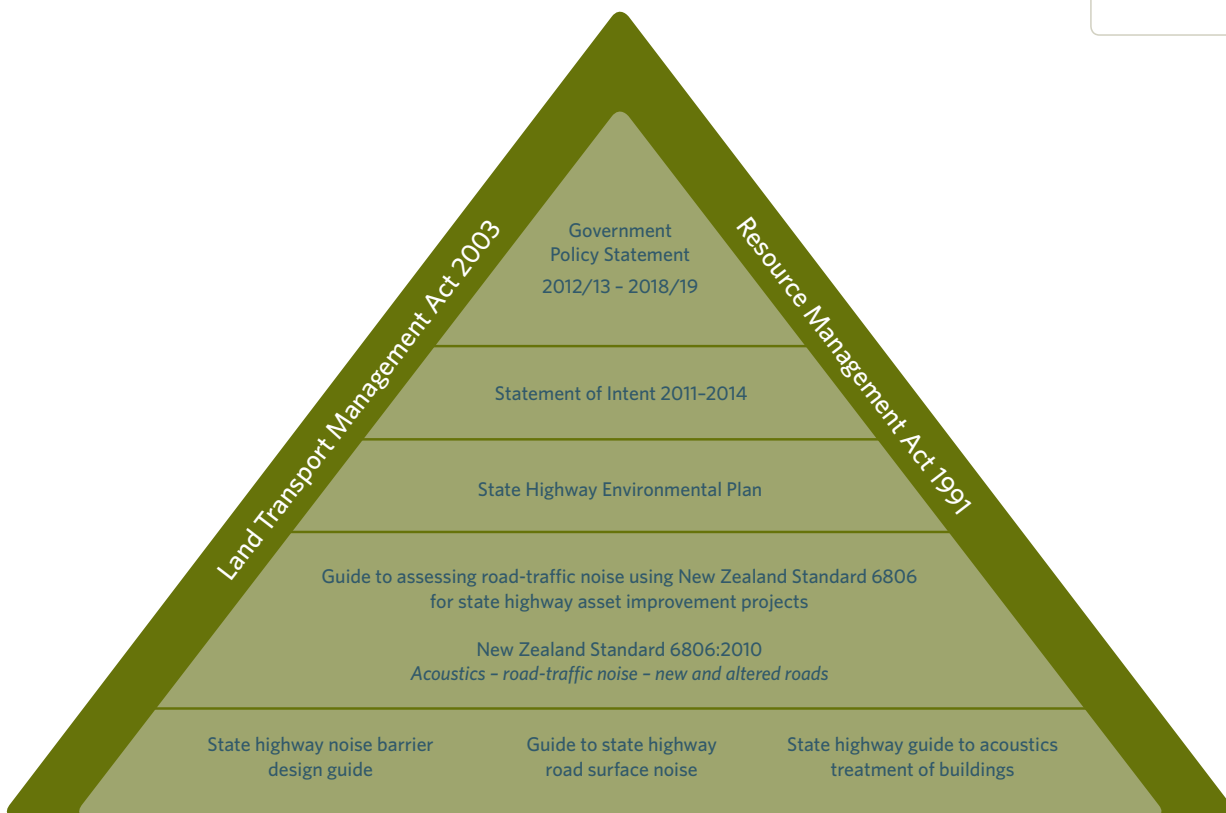 Land Transport Management Act 2003
Resource Management Act 1991
Government
Policy Statement
2012/13 – 2018/19
Statement of Intent 2011–2014
State Highway Environmental Plan
Guide to assessing road-traffic noise using New Zealand Standard 6806
for state highway asset improvement projects
New Zealand Standard 6806:2010
Acoustics – road-traffic noise – new and altered roads
State highway noise barrier
design guide
Guide to state highway
road surface noise
State highway guide to acoustics
treatment of buildings